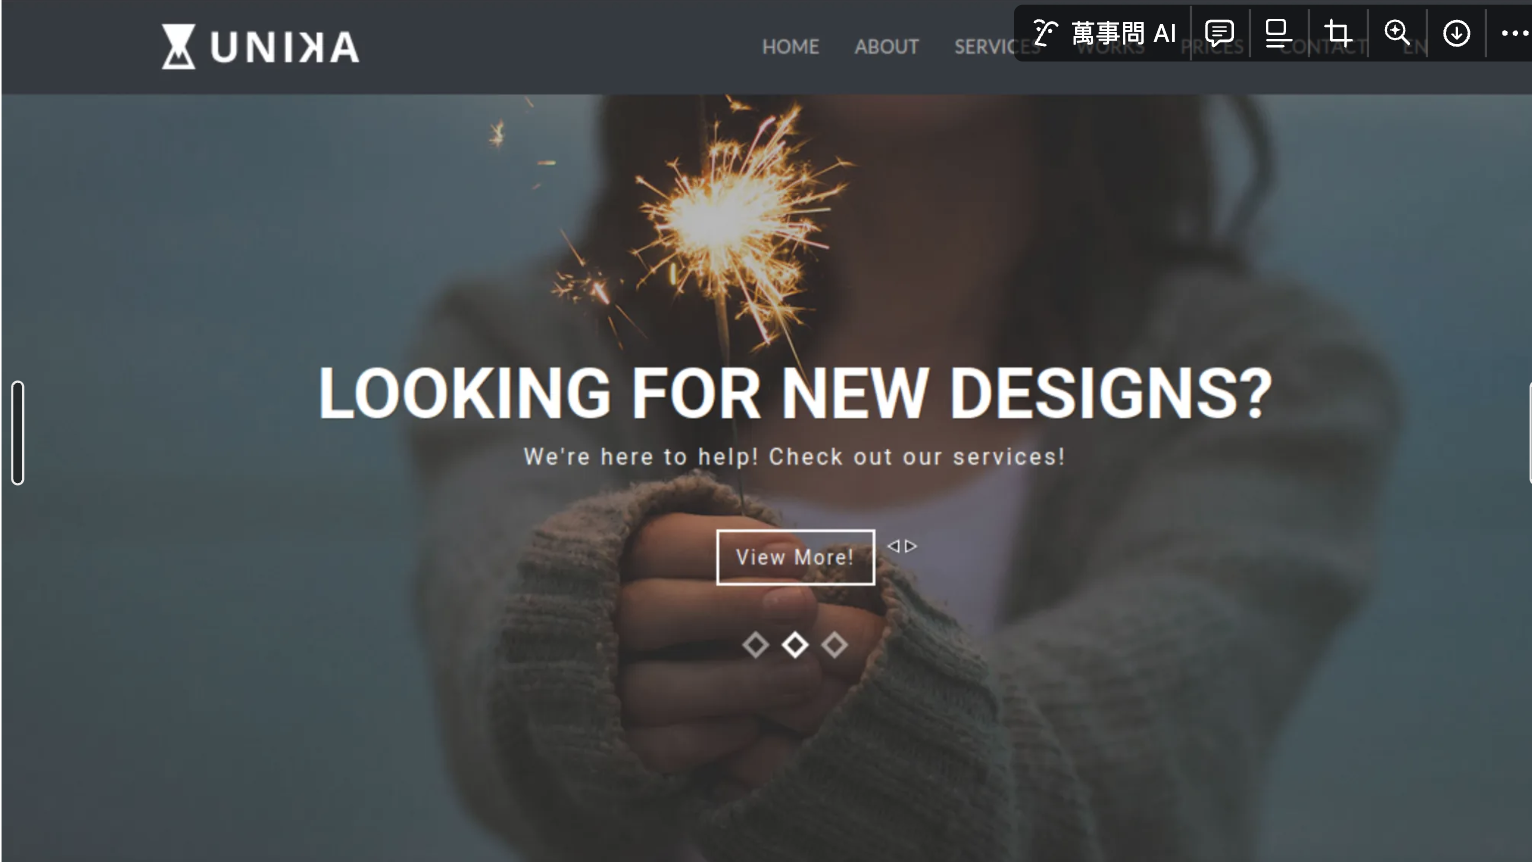 UNIKA
HOME ABOUT SERVICES WORKS PRICES CONTACT EN
萬事問 AI
LOOKING FOR NEW DESIGNS?
We're here to help! Check out our services!
View More!